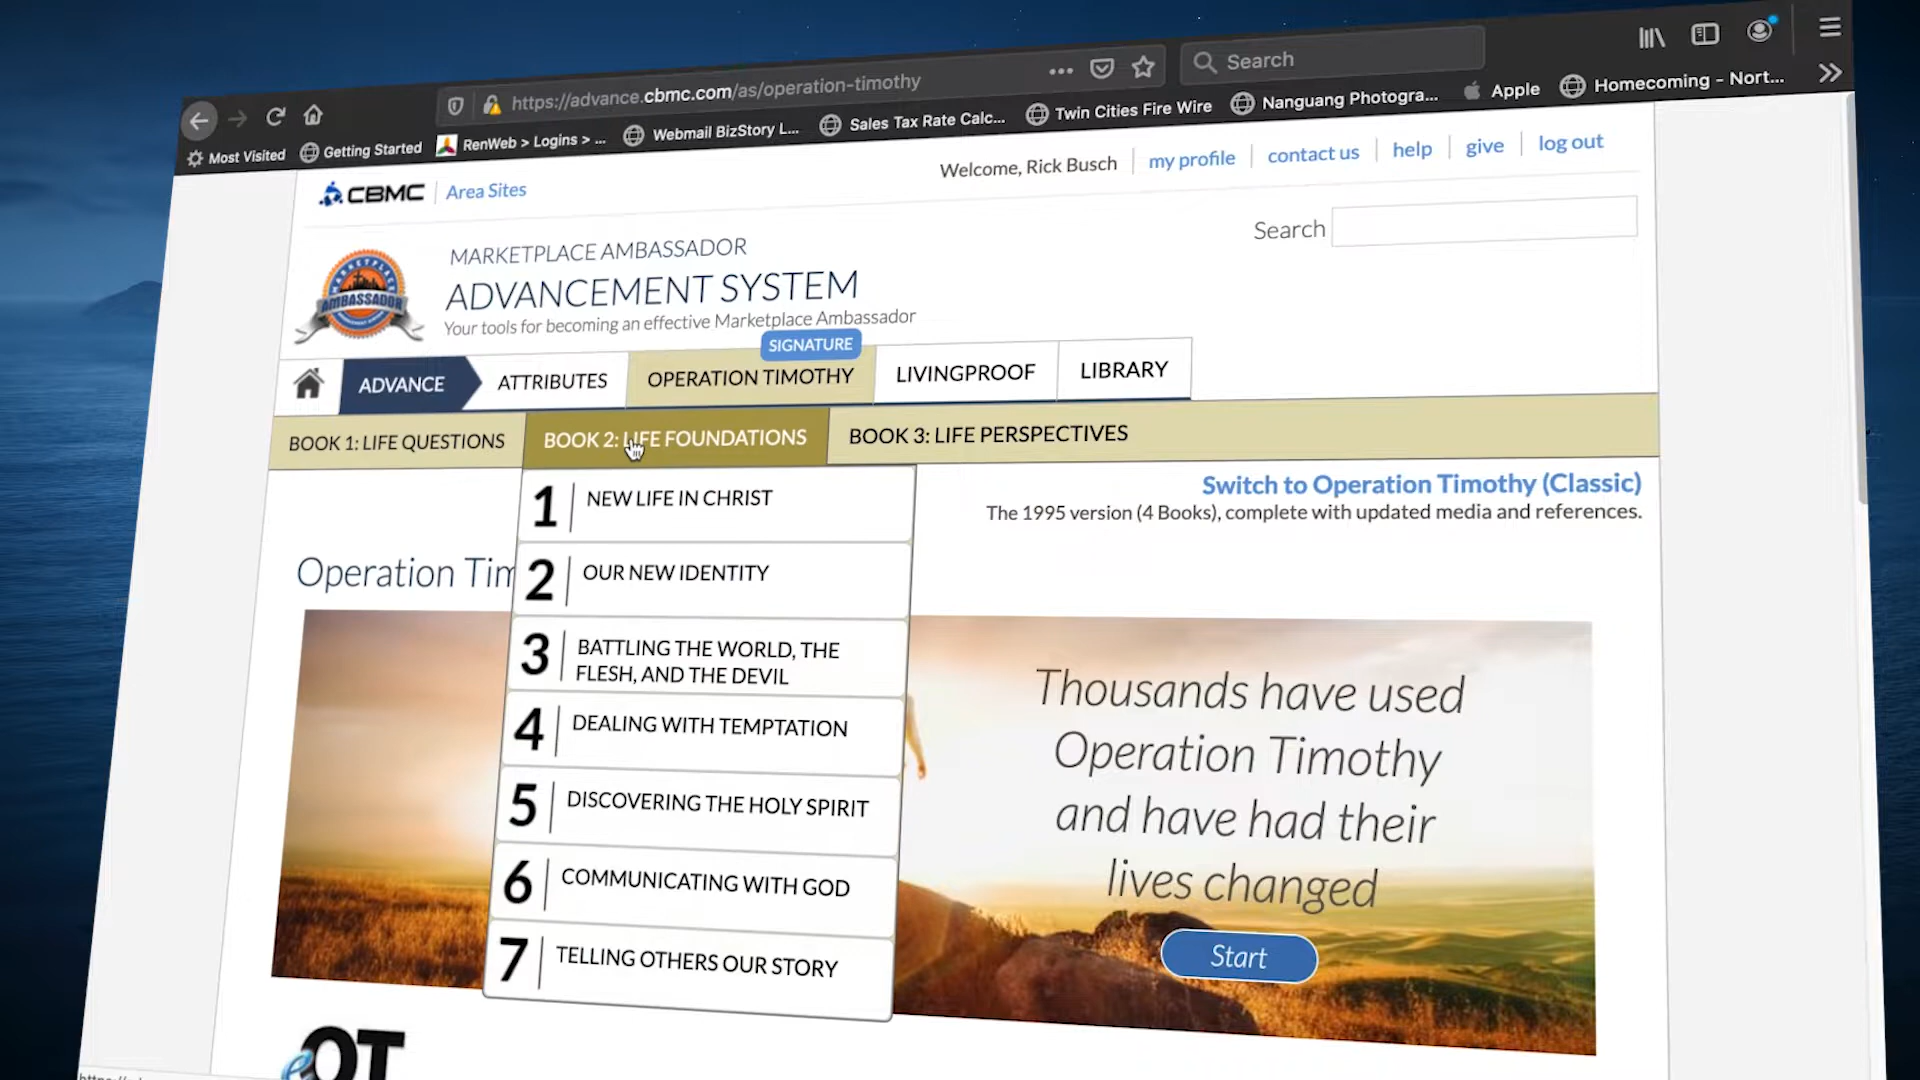 https://advance.cbmc.com/as/operation-timothy
Search
Most Visited
Getting Started
RenWeb > Logins > ...
Webmail BizStory L...
Sales Tax Rate Calc...
Twin Cities Fire Wire
Nanguang Photogra...
Apple
Homecoming - Nort...
CBMC
Area Sites
Welcome, Rick Busch
my profile
contact us
help
give
log out
Search
MARKETPLACE
AMBASSADOR
MARKETPLACE AMBASSADOR
ADVANCEMENT SYSTEM
Your tools for becoming an effective Marketplace Ambassador
SIGNATURE
ADVANCE
ATTRIBUTES
OPERATION TIMOTHY
LIVINGPROOF
LIBRARY
BOOK 1: LIFE QUESTIONS
BOOK 2: LIFE FOUNDATIONS
BOOK 3: LIFE PERSPECTIVES
1 NEW LIFE IN CHRIST
2 OUR NEW IDENTITY
3 BATTLING THE WORLD, THE
FLESH, AND THE DEVIL
4 DEALING WITH TEMPTATION
5 DISCOVERING THE HOLY SPIRIT
6 COMMUNICATING WITH GOD
7 TELLING OTHERS OUR STORY
Switch to Operation Timothy (Classic)
The 1995 version (4 Books), complete with updated media and references.
Operation Tim
Thousands have used
Operation Timothy
and have had their
lives changed
Start
eOT